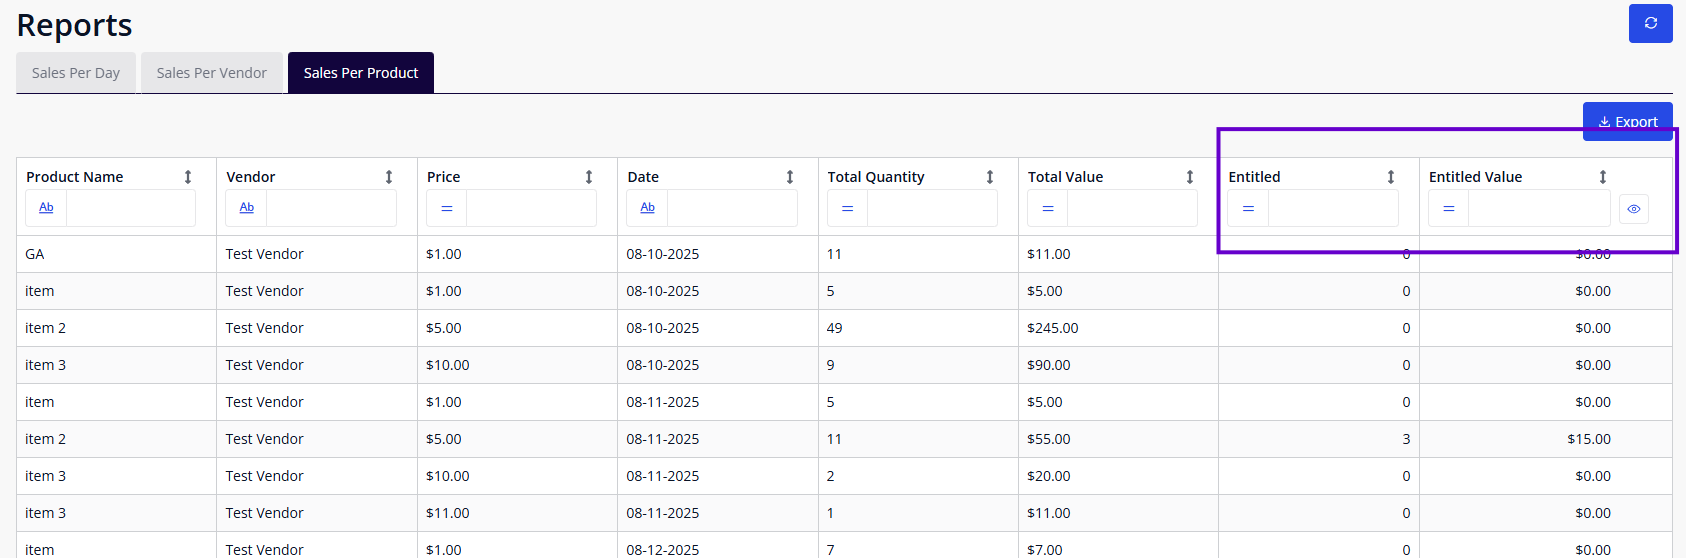 Reports
Sales Per Day Sales Per Vendor Sales Per Product
Export
Product Name Vendor Price Date Total Quantity Total Value Entitled Entitled Value
Ab Ab = Ab = = = =
GA Test Vendor $1.00 08-10-2025 11 $11.00 0 $0.00
item Test Vendor $1.00 08-10-2025 5 $5.00 0 $0.00
item 2 Test Vendor $5.00 08-10-2025 49 $245.00 0 $0.00
item 3 Test Vendor $10.00 08-10-2025 9 $90.00 0 $0.00
item Test Vendor $1.00 08-11-2025 5 $5.00 0 $0.00
item 2 Test Vendor $5.00 08-11-2025 11 $55.00 3 $15.00
item 3 Test Vendor $10.00 08-11-2025 2 $20.00 0 $0.00
item 3 Test Vendor $11.00 08-11-2025 1 $11.00 0 $0.00
item Test Vendor $1.00 08-12-2025 7 $7.00 0 $0.00